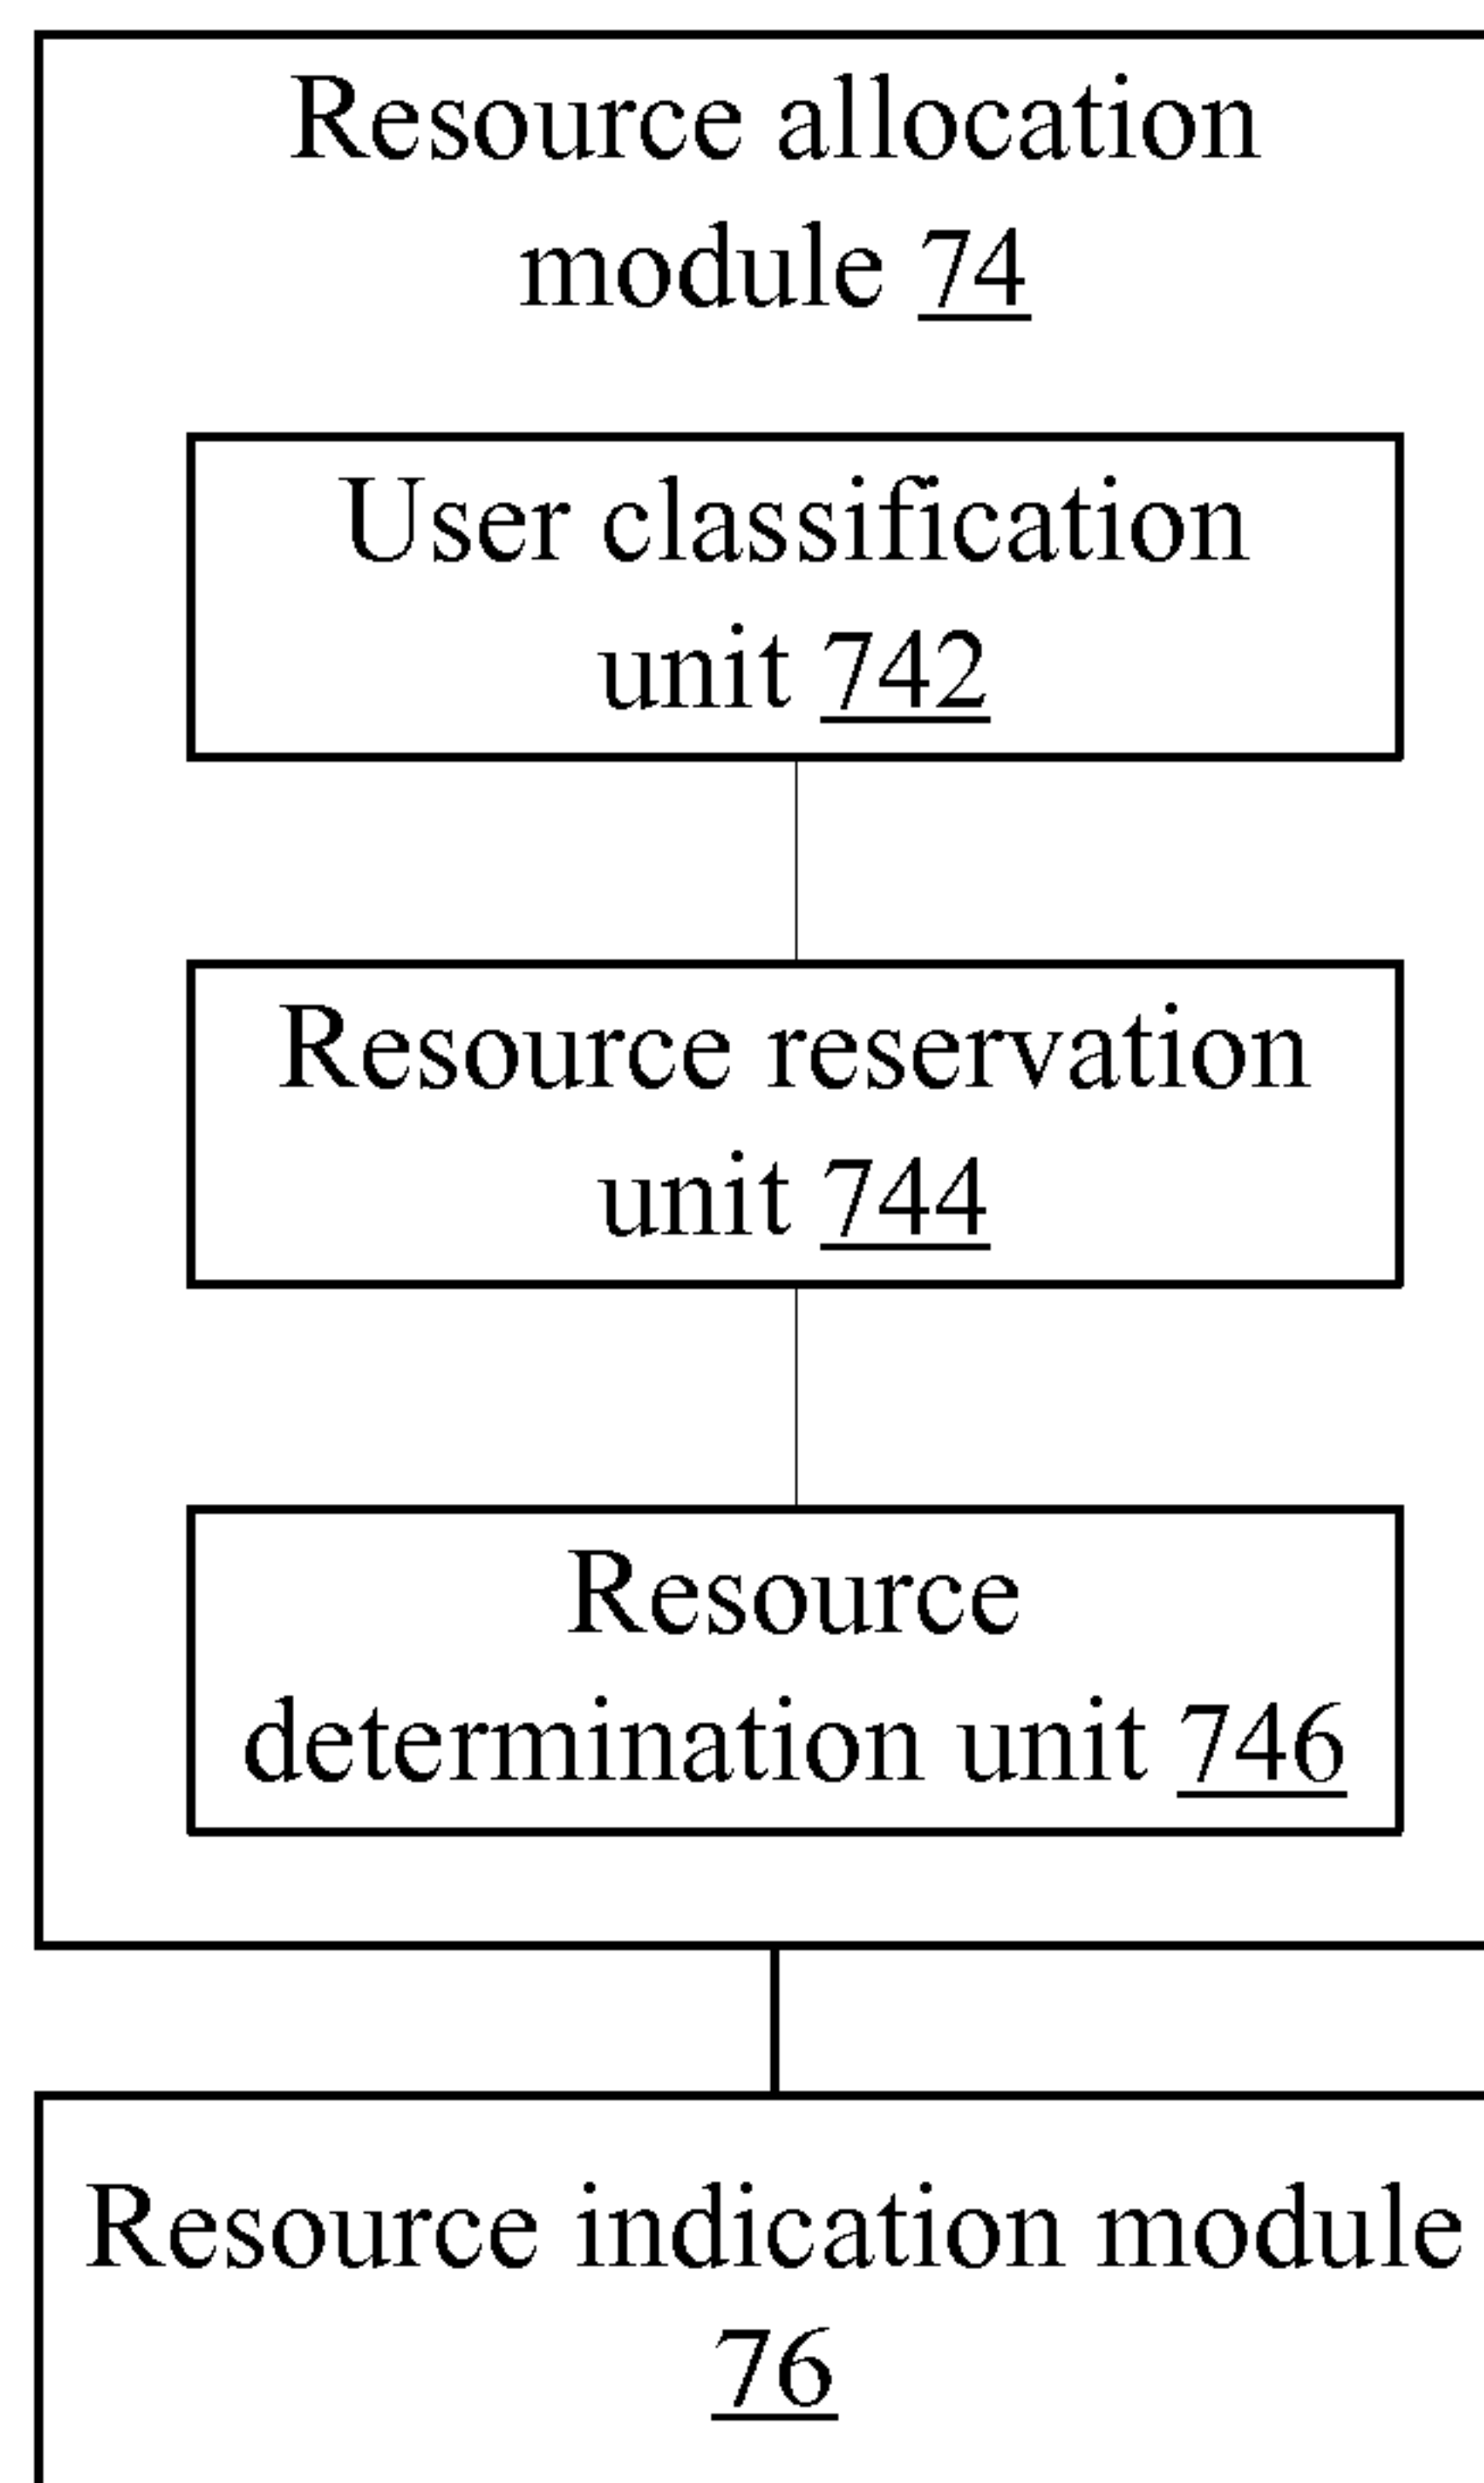 Resource allocation
module 74
User classification
unit 742
Resource reservation
unit 744
Resource
determination unit 746
Resource indication module
76